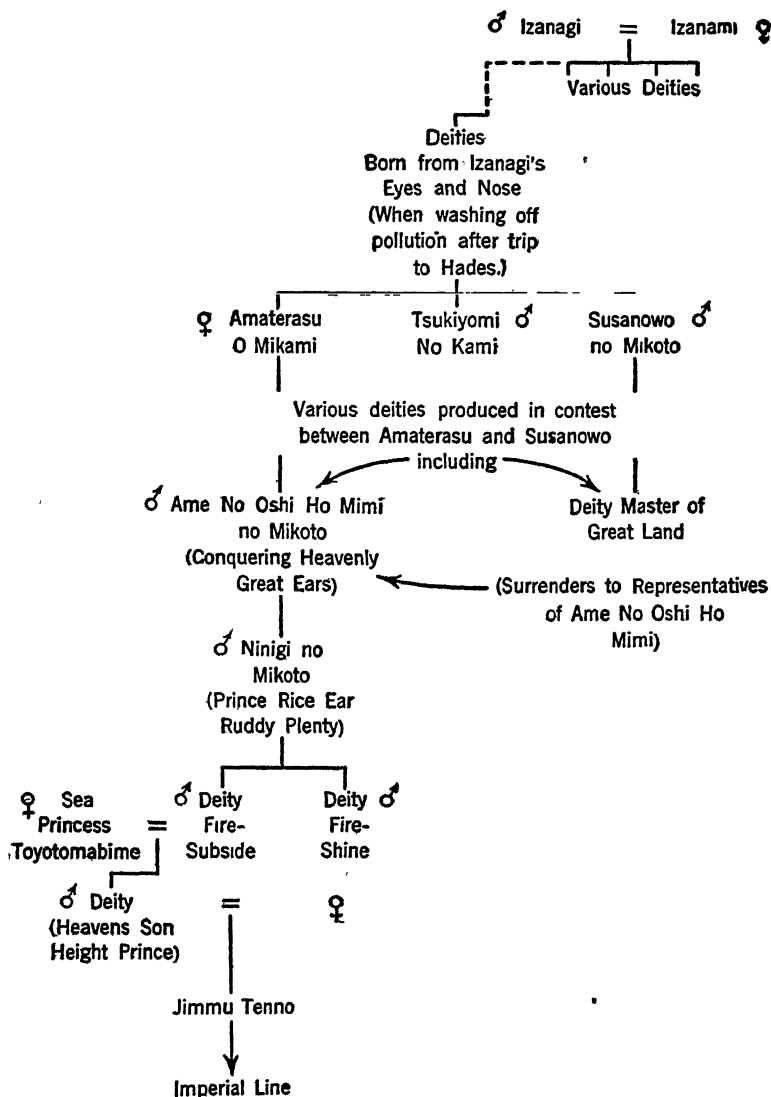 ♂ Izanagi = Izanami ♀
Various Deities
Deities
Born from Izanagi's
Eyes and Nose
(When washing off
pollution after trip
to Hades.)
♀ Amaterasu
O Mikami
Tsukiyomi ♂
No Kami
Susanowo ♂
no Mikoto
Various deities produced in contest
between Amaterasu and Susanowo
including
♂ Ame No Oshi Ho Mimi
no Mikoto
(Conquering Heavenly
Great Ears)
Deity Master of
Great Land
(Surrenders to Representatives
of Ame No Oshi Ho
Mimi)
♂ Ninigi no
Mikoto
(Prince Rice Ear
Ruddy Plenty)
♀ Sea
Princess
Toyotomabime
=
♂ Deity
Fire-
Subside
Deity ♂
Fire-
Shine
♂ Deity
(Heavens Son
Height Prince)
= ♀
Jimmu Tenno
Imperial Line